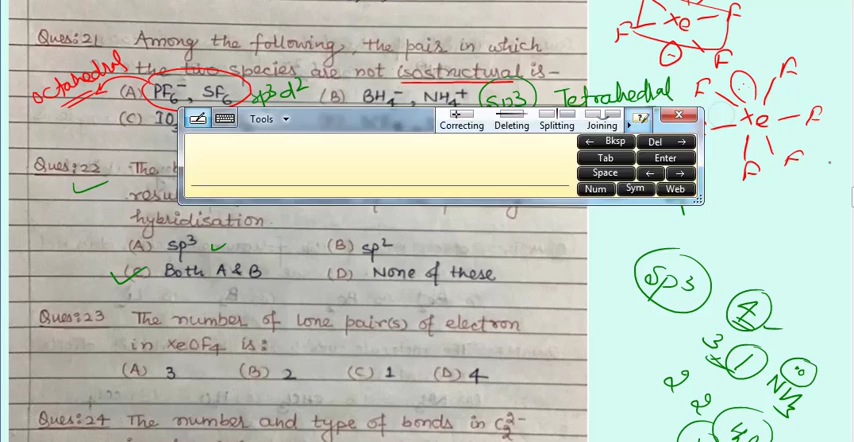 Ques:21 Among the following, the pair in which
the two species are not isostructural is-
Octahedral
(A) PF6-, SF6 sp3d2 (B) BH4-, NH4+ sp3 Tetrahedral
(C) IO3
Tools
Correcting Deleting Splitting Joining
← Bksp Del →
Tab Enter
Space ← →
Num Sym Web
Ques:22 The
resu
hybridisation.
(A) sp3 (B) sp2
(C) Both A & B (D) None of these
Ques:23 The number of lone pair(s) of electron
in XeOF4 is:
(A) 3 (B) 2 (C) 1 (D) 4
Ques:24 The number and type of bonds in C2 2-
Xe F
F F
F F
Xe F
F F
sp3
4
3
1